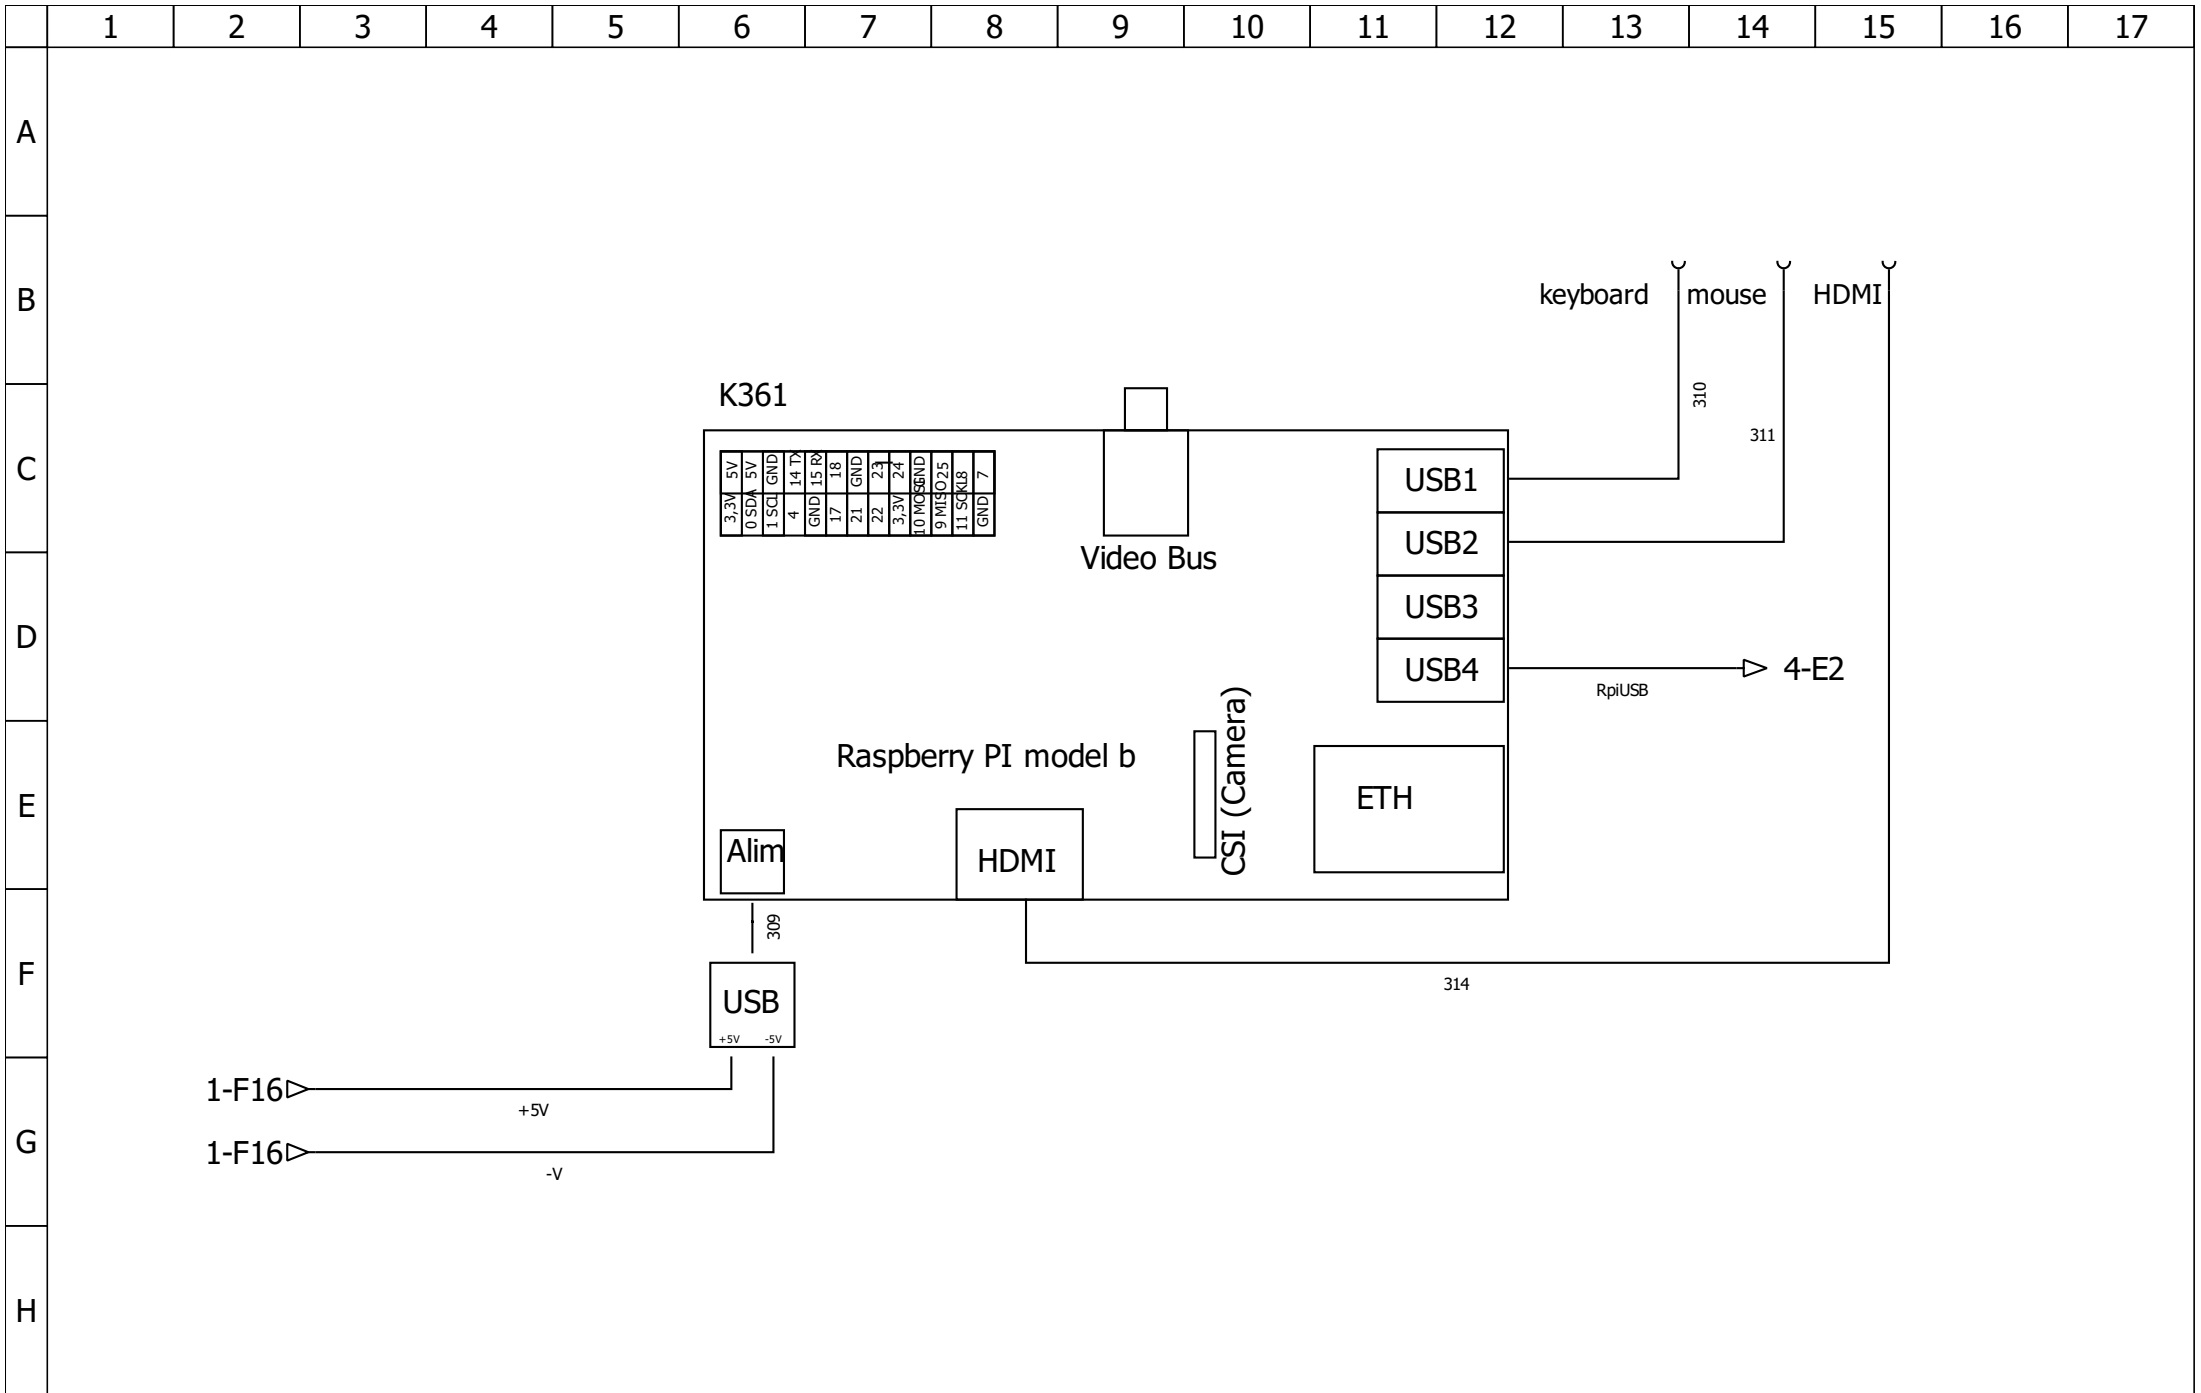 1 2 3 4 5 6 7 8 9 10 11 12 13 14 15 16 17
A
B
C
D
E
F
G
H
keyboard mouse HDMI
310
311
K361
5V 5V GND 14 TX 15 RX 18 GND 23 24 GND 25 8 7
3,3V 0 SDA 1 SCL 4 GND 17 21 22 3,3V 10 MOSI 9 MISO 11 SCKL GND
Video Bus
USB1
USB2
USB3
USB4
4-E2
RpiUSB
CSI (Camera)
Raspberry PI model b
ETH
Alim
HDMI
309
314
USB
+5V -5V
1-F16
+5V
1-F16
-V